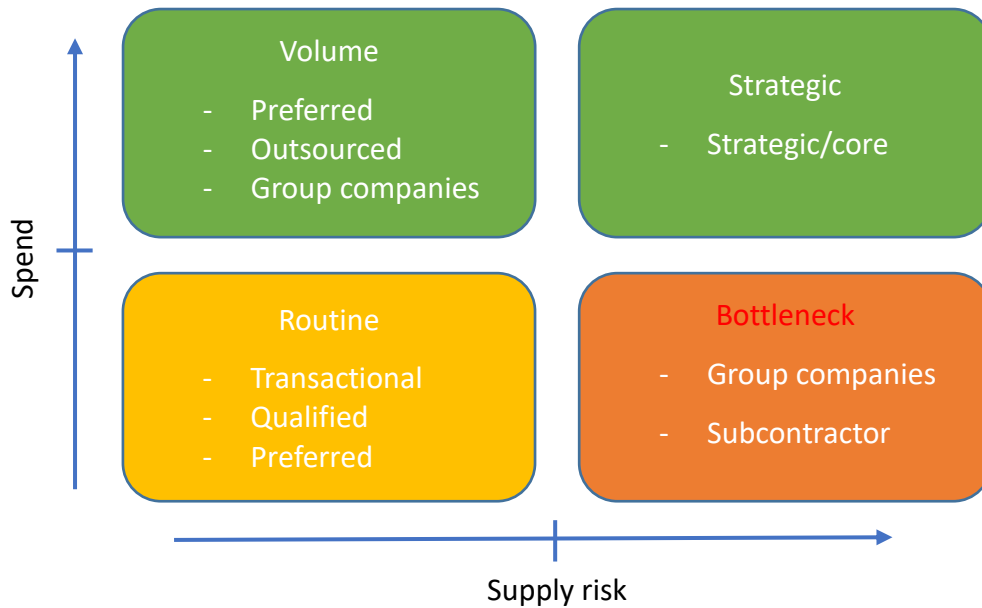 Volume
- Preferred
- Outsourced
- Group companies
Strategic
- Strategic/core
Spend
Routine
- Transactional
- Qualified
- Preferred
Bottleneck
- Group companies
- Subcontractor
Supply risk